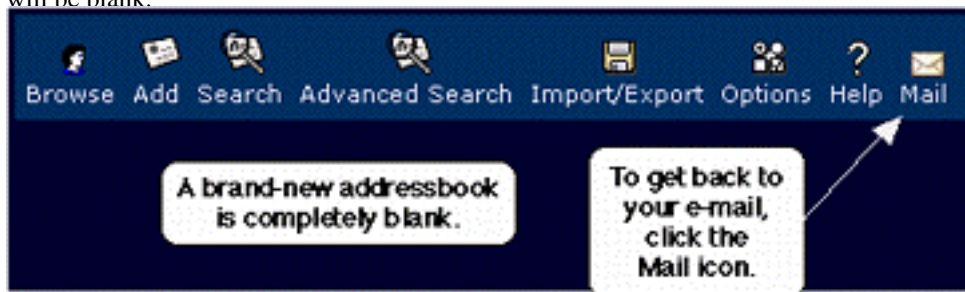 will be blank.
Browse Add Search Advanced Search Import/Export Options Help Mail
A brand-new addressbook
is completely blank.
To get back to
your e-mail,
click the
Mail icon.